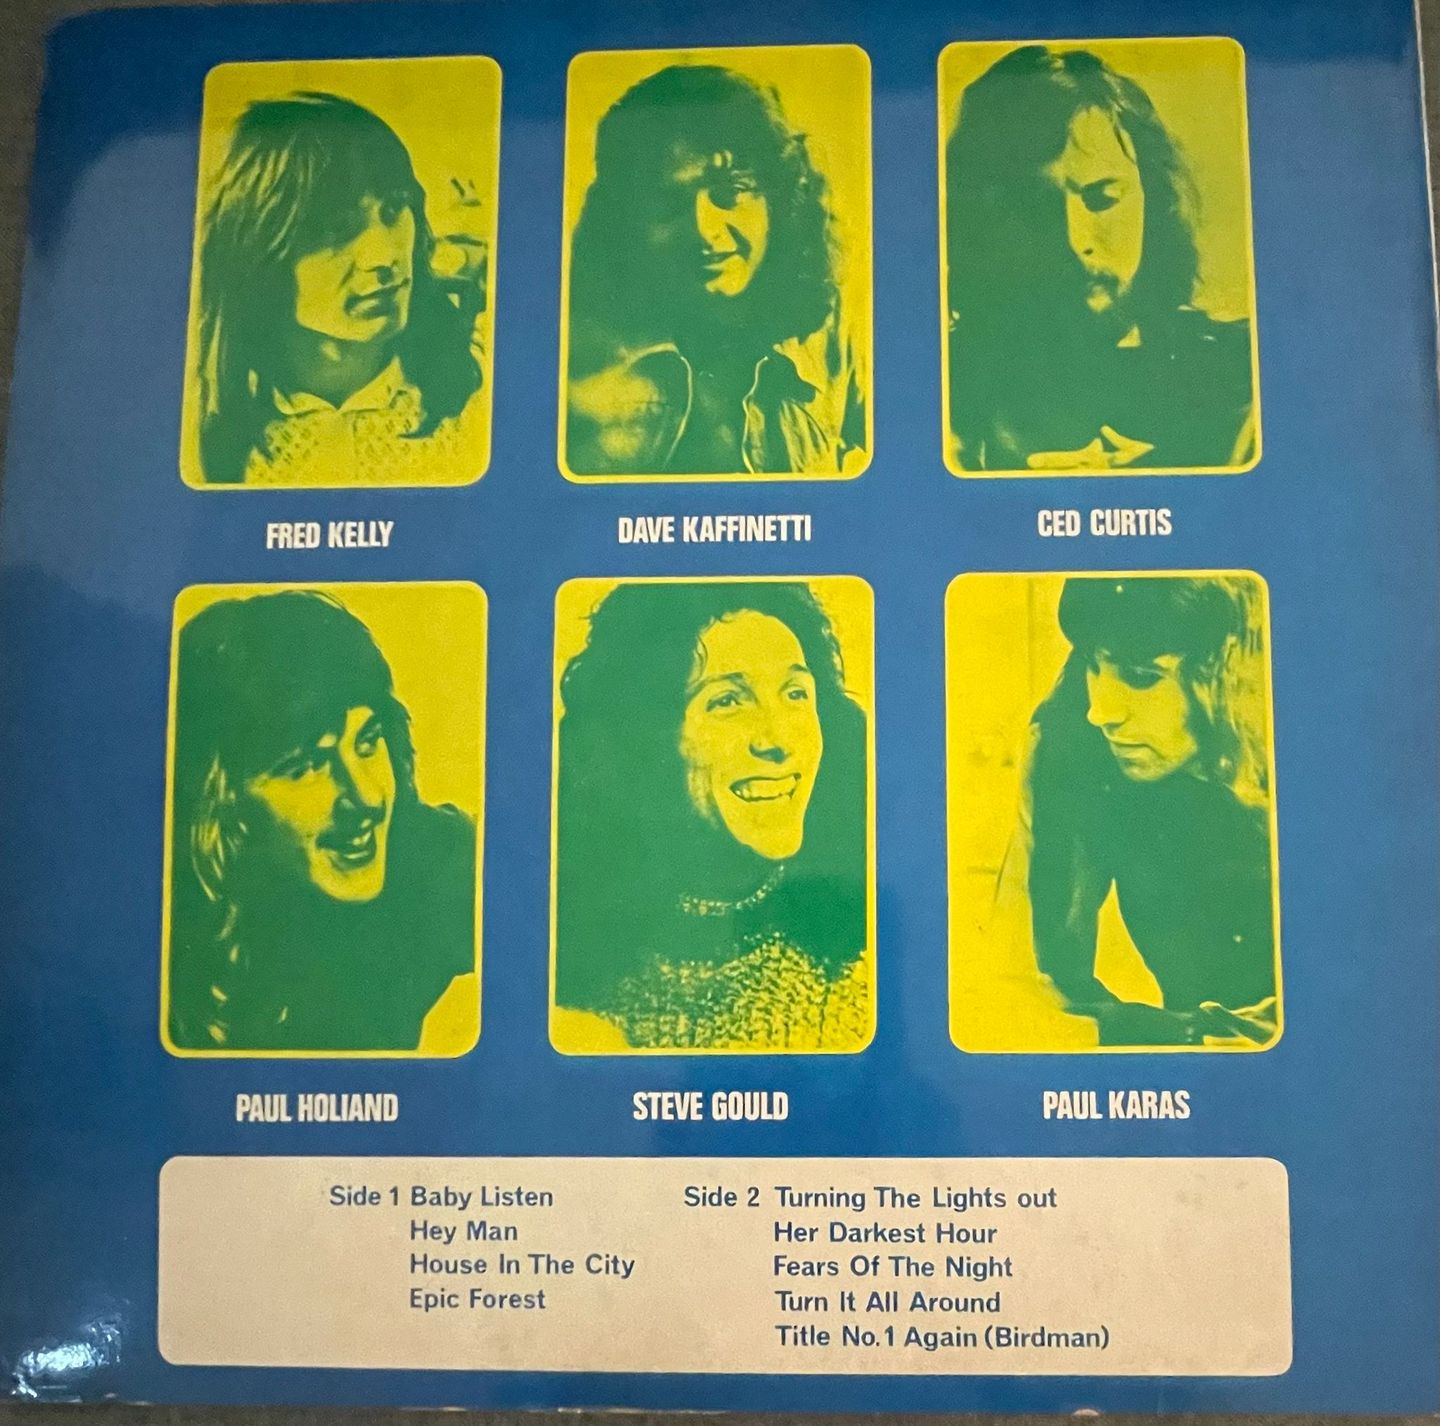 FRED KELLY
DAVE KAFFINETTI
CED CURTIS
PAUL HOLIAND
STEVE GOULD
PAUL KARAS
Side 1 Baby Listen
Hey Man
House In The City
Epic Forest
Side 2 Turning The Lights out
Her Darkest Hour
Fears Of The Night
Turn It All Around
Title No.1 Again (Birdman)